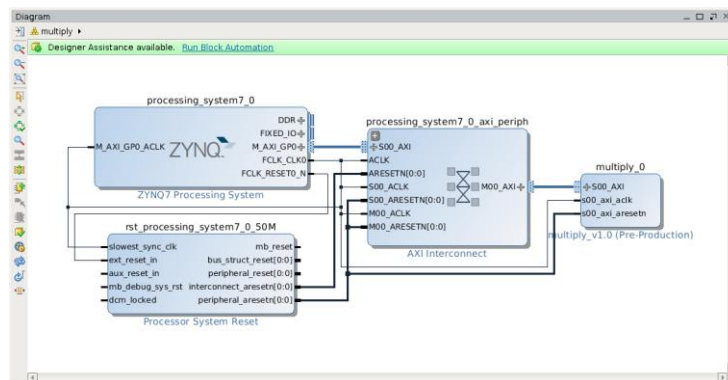 Diagram
multiply
Designer Assistance available. Run Block Automation
processing_system7_0
DDR
FIXED_IO
M_AXI_GP0_ACLK
ZYNQ
M_AXI_GP0
FCLK_CLK0
FCLK_RESET0_N
ZYNQ7 Processing System
processing_system7_0_axi_periph
S00_AXI
ACLK
ARESETN[0:0]
S00_ACLK
M00_AXI
S00_ARESETN[0:0]
M00_ACLK
M00_ARESETN[0:0]
AXI Interconnect
multiply_0
S00_AXI
s00_axi_aclk
s00_axi_aresetn
multiply_v1.0 (Pre-Production)
rst_processing_system7_0_50M
slowest_sync_clk
mb_reset
ext_reset_in
bus_struct_reset[0:0]
aux_reset_in
peripheral_reset[0:0]
mb_debug_sys_rst
interconnect_aresetn[0:0]
dcm_locked
peripheral_aresetn[0:0]
Processor System Reset